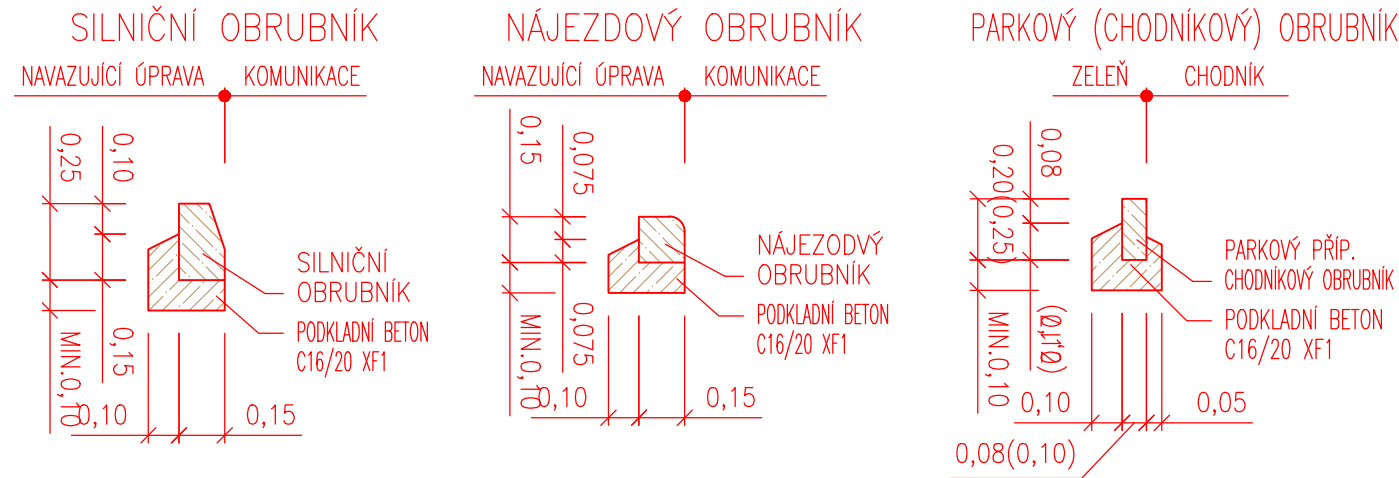 SILNIČNÍ OBRUBNÍK
NAVAZUJÍCÍ ÚPRAVA
KOMUNIKACE
0,25
0,10
SILNIČNÍ
OBRUBNÍK
PODKLADNÍ BETON
C16/20 XF1
MIN.0,10
0,15
0,10
0,15
NÁJEZDOVÝ OBRUBNÍK
NAVAZUJÍCÍ ÚPRAVA
KOMUNIKACE
0,15
0,075
NÁJEZODVÝ
OBRUBNÍK
PODKLADNÍ BETON
C16/20 XF1
MIN.0,10
0,075
0,10
0,15
PARKOVÝ (CHODNÍKOVÝ) OBRUBNÍK
ZELEŇ
CHODNÍK
0,20(0,25)
0,08
PARKOVÝ PŘÍP.
CHODNÍKOVÝ OBRUBNÍK
PODKLADNÍ BETON
C16/20 XF1
MIN.0,10
0,10
0,05
0,08(0,10)